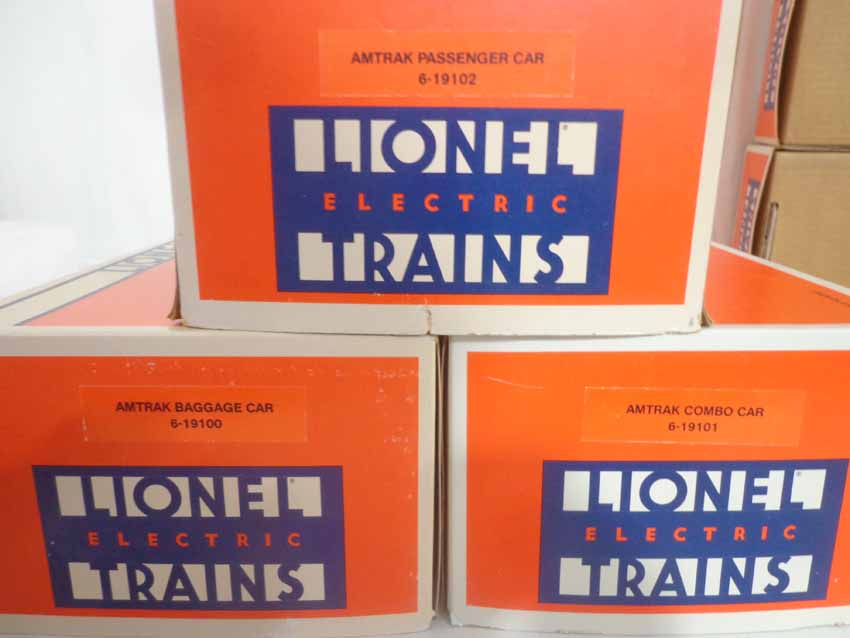 AMTRAK PASSENGER CAR
6-19102
LIONEL®
ELECTRIC
TRAINS
AMTRAK BAGGAGE CAR
6-19100
LIONEL®
ELECTRIC
TRAINS
AMTRAK COMBO CAR
6-19101
LIONEL®
ELECTRIC
TRAINS